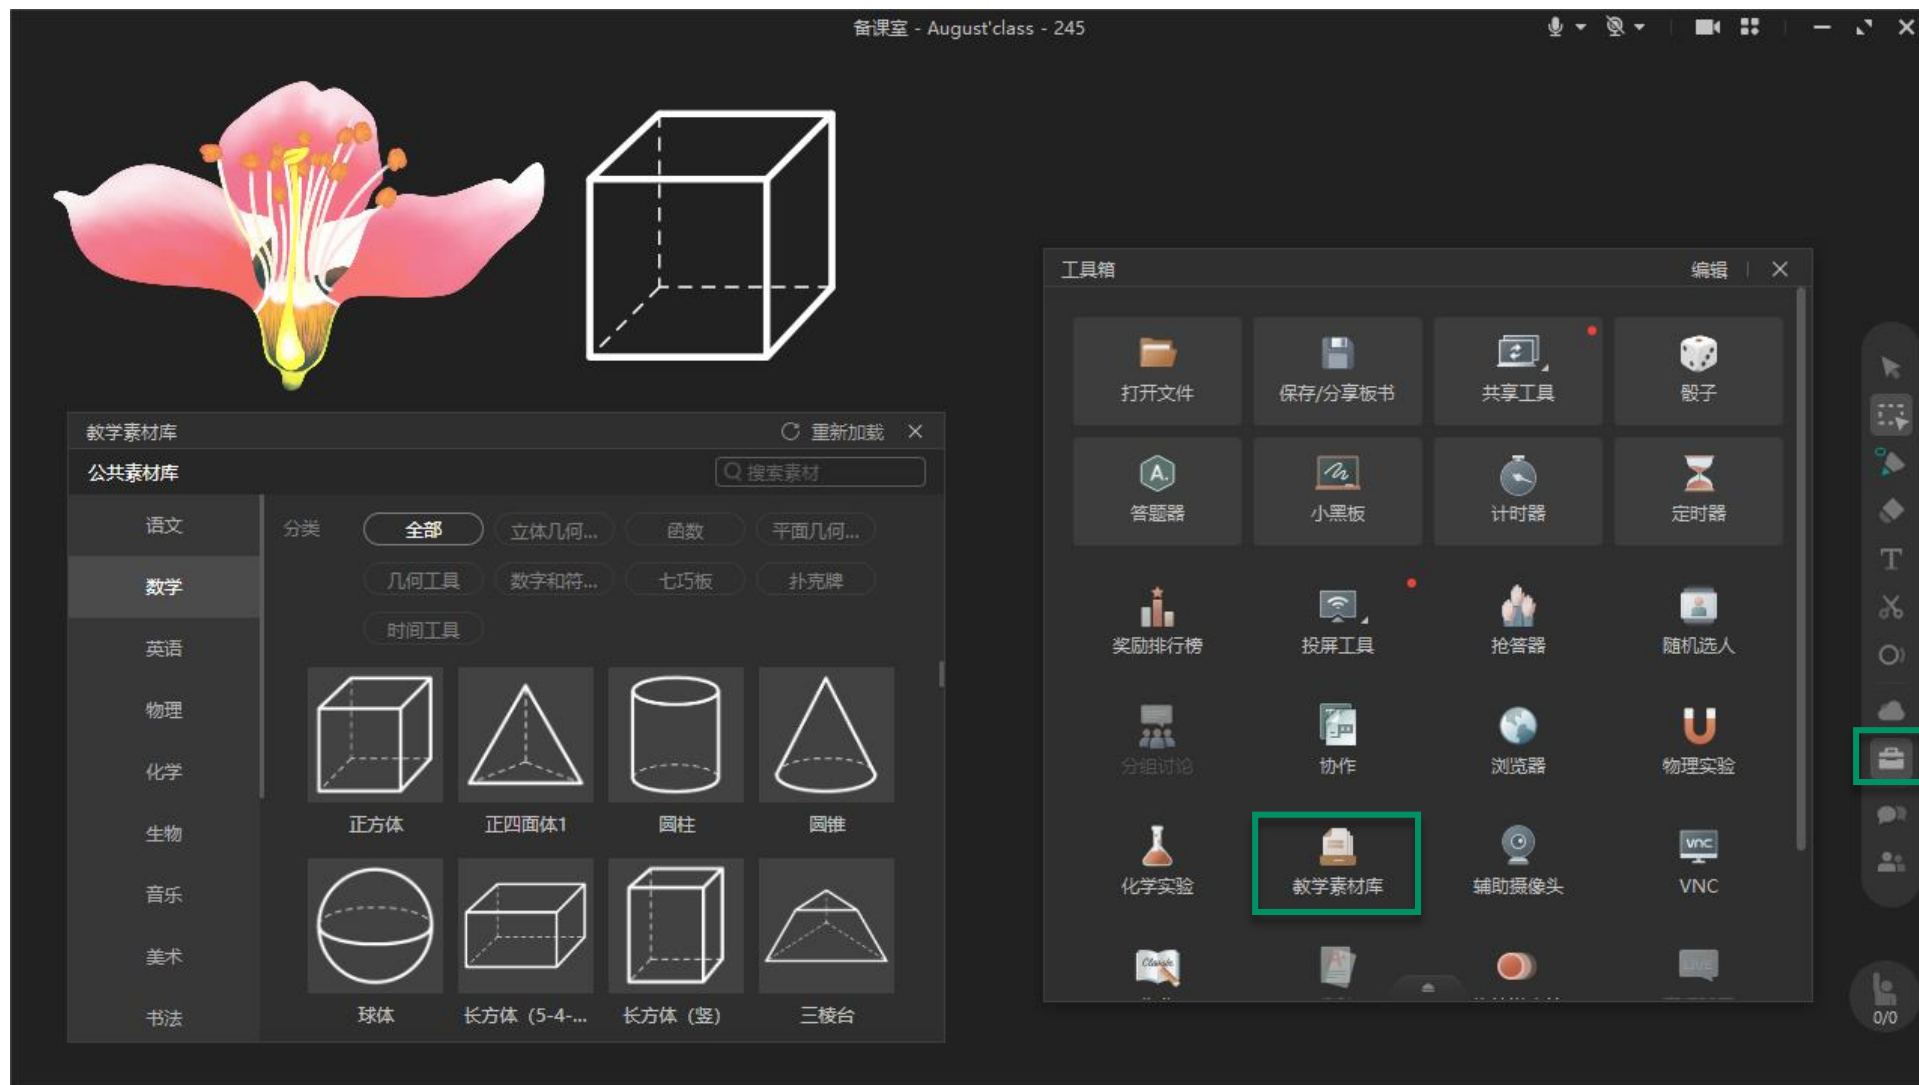 备课室 - August'class - 245
教学素材库
重新加载
公共素材库
搜索素材
语文
数学
英语
物理
化学
生物
音乐
美术
书法
分类
全部
立体几何...
函数
平面几何...
几何工具
数字和符...
七巧板
扑克牌
时间工具
正方体
正四面体1
圆柱
圆锥
球体
长方体（5-4-...
长方体（竖）
三棱台
工具箱
编辑
打开文件
保存/分享板书
共享工具
骰子
答题器
小黑板
计时器
定时器
奖励排行榜
投屏工具
抢答器
随机选人
分组讨论
协作
浏览器
物理实验
化学实验
教学素材库
辅助摄像头
VNC
0/0